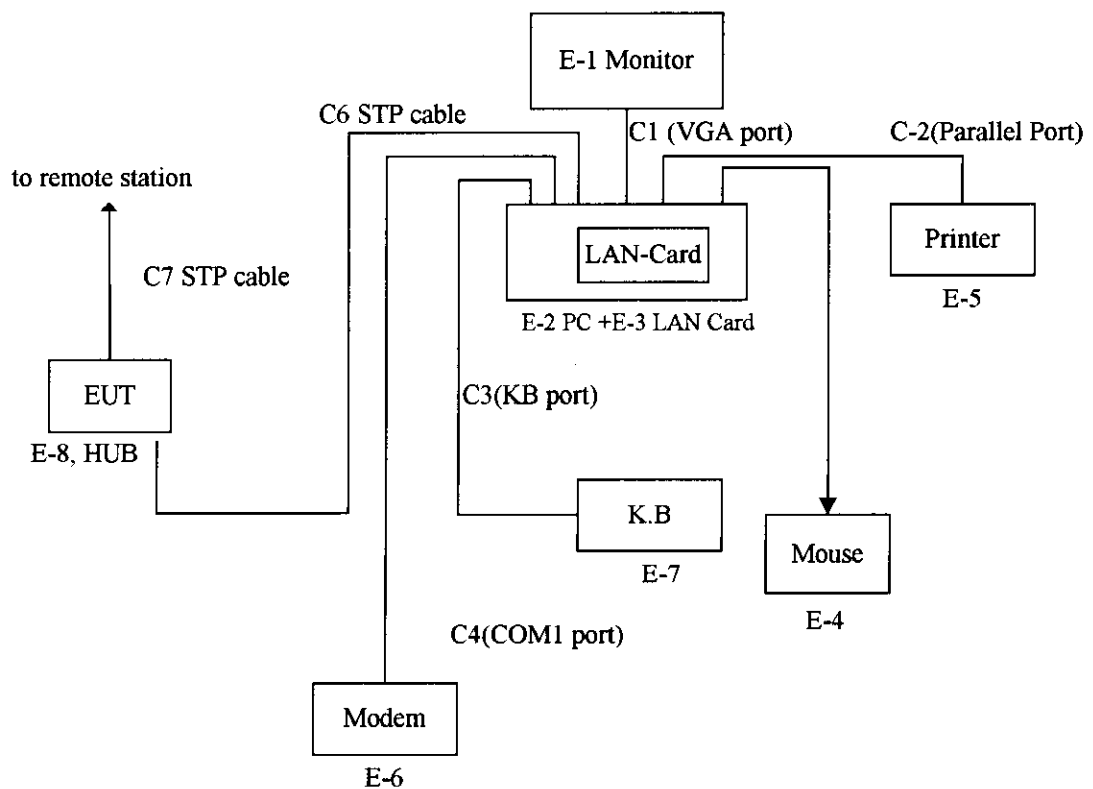 E-1 Monitor
C6 STP cable
C1 (VGA port)
C-2(Parallel Port)
to remote station
LAN-Card
Printer
C7 STP cable
E-5
E-2 PC +E-3 LAN Card
EUT
C3(KB port)
E-8, HUB
K.B
Mouse
E-7
E-4
C4(COM1 port)
Modem
E-6